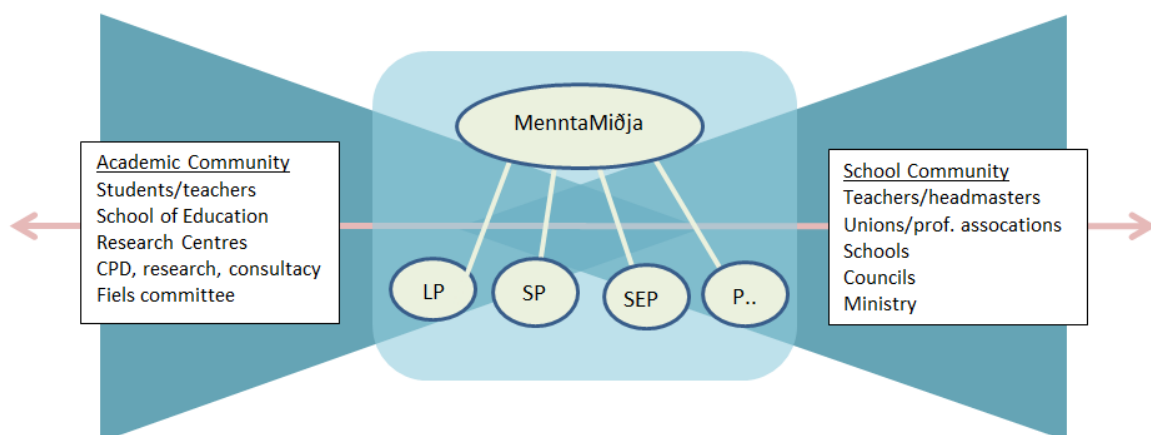 MenntaMiðja
Academic Community
Students/teachers
School of Education
Research Centres
CPD, research, consultacy
Fiels committee
School Community
Teachers/headmasters
Unions/prof. assocations
Schools
Councils
Ministry
LP
SP
SEP
P..